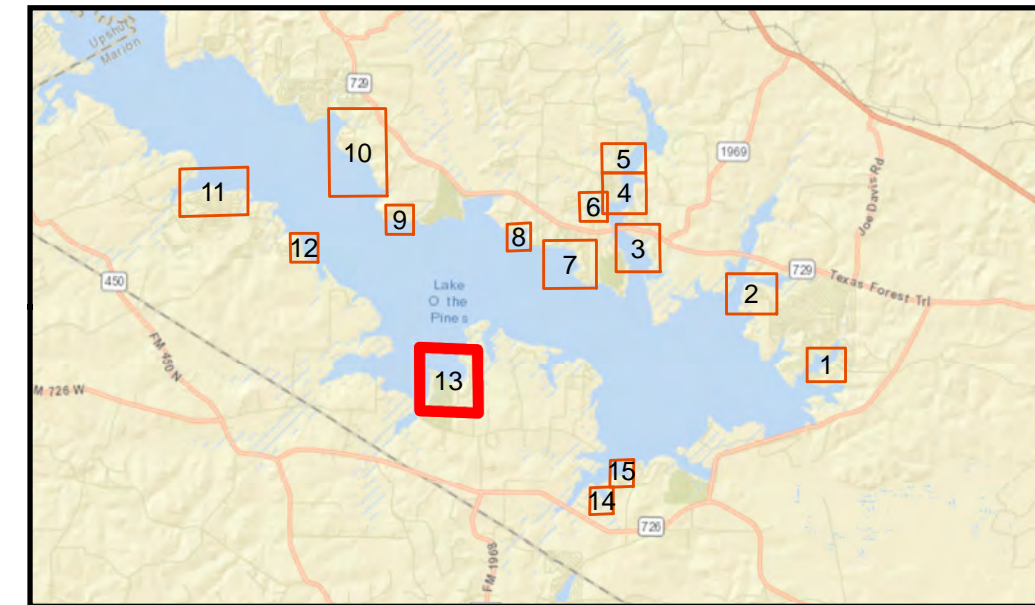 Upshur
Marion
729
10
5
1969
4
11
6
9
Joe Davis Rd
8
3
12
7
729
450
Lake
O the
Pines
2
Texas Forest Trl
FM 450 N
1
13
M 726 W
15
14
726
FM 1968